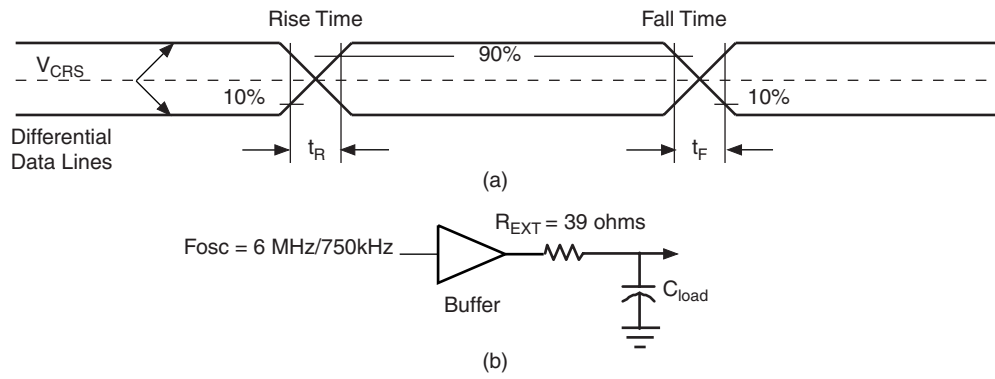 Rise Time
Fall Time
V_CRS
90%
10%
10%
Differential
Data Lines
t_R
t_F
(a)
R_EXT = 39 ohms
Fosc = 6 MHz/750kHz
C_load
Buffer
(b)